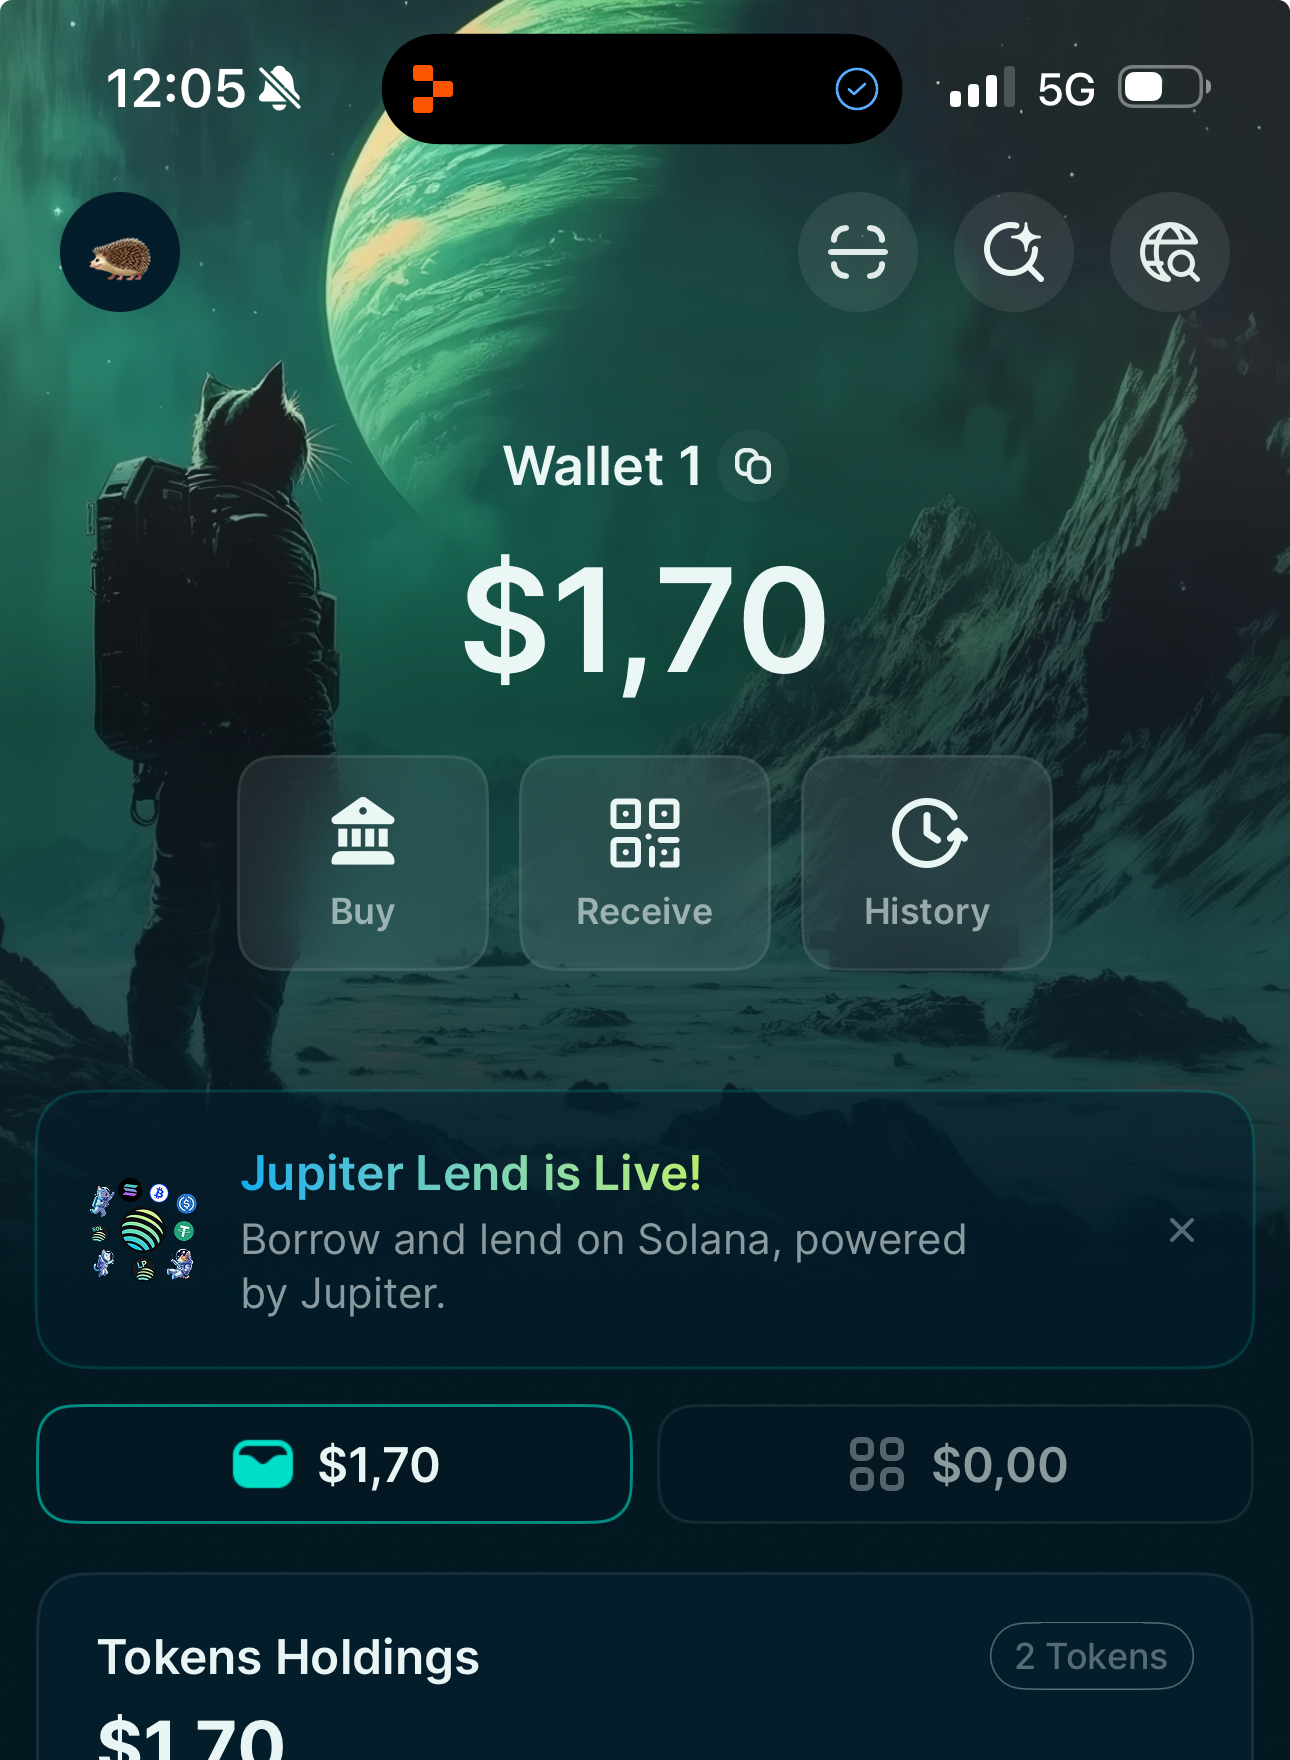 12:05
5G
Wallet 1
$1,70
Buy
Receive
History
Jupiter Lend is Live!
Borrow and lend on Solana, powered
by Jupiter.
$1,70
$0,00
Tokens Holdings
2 Tokens
$1,70